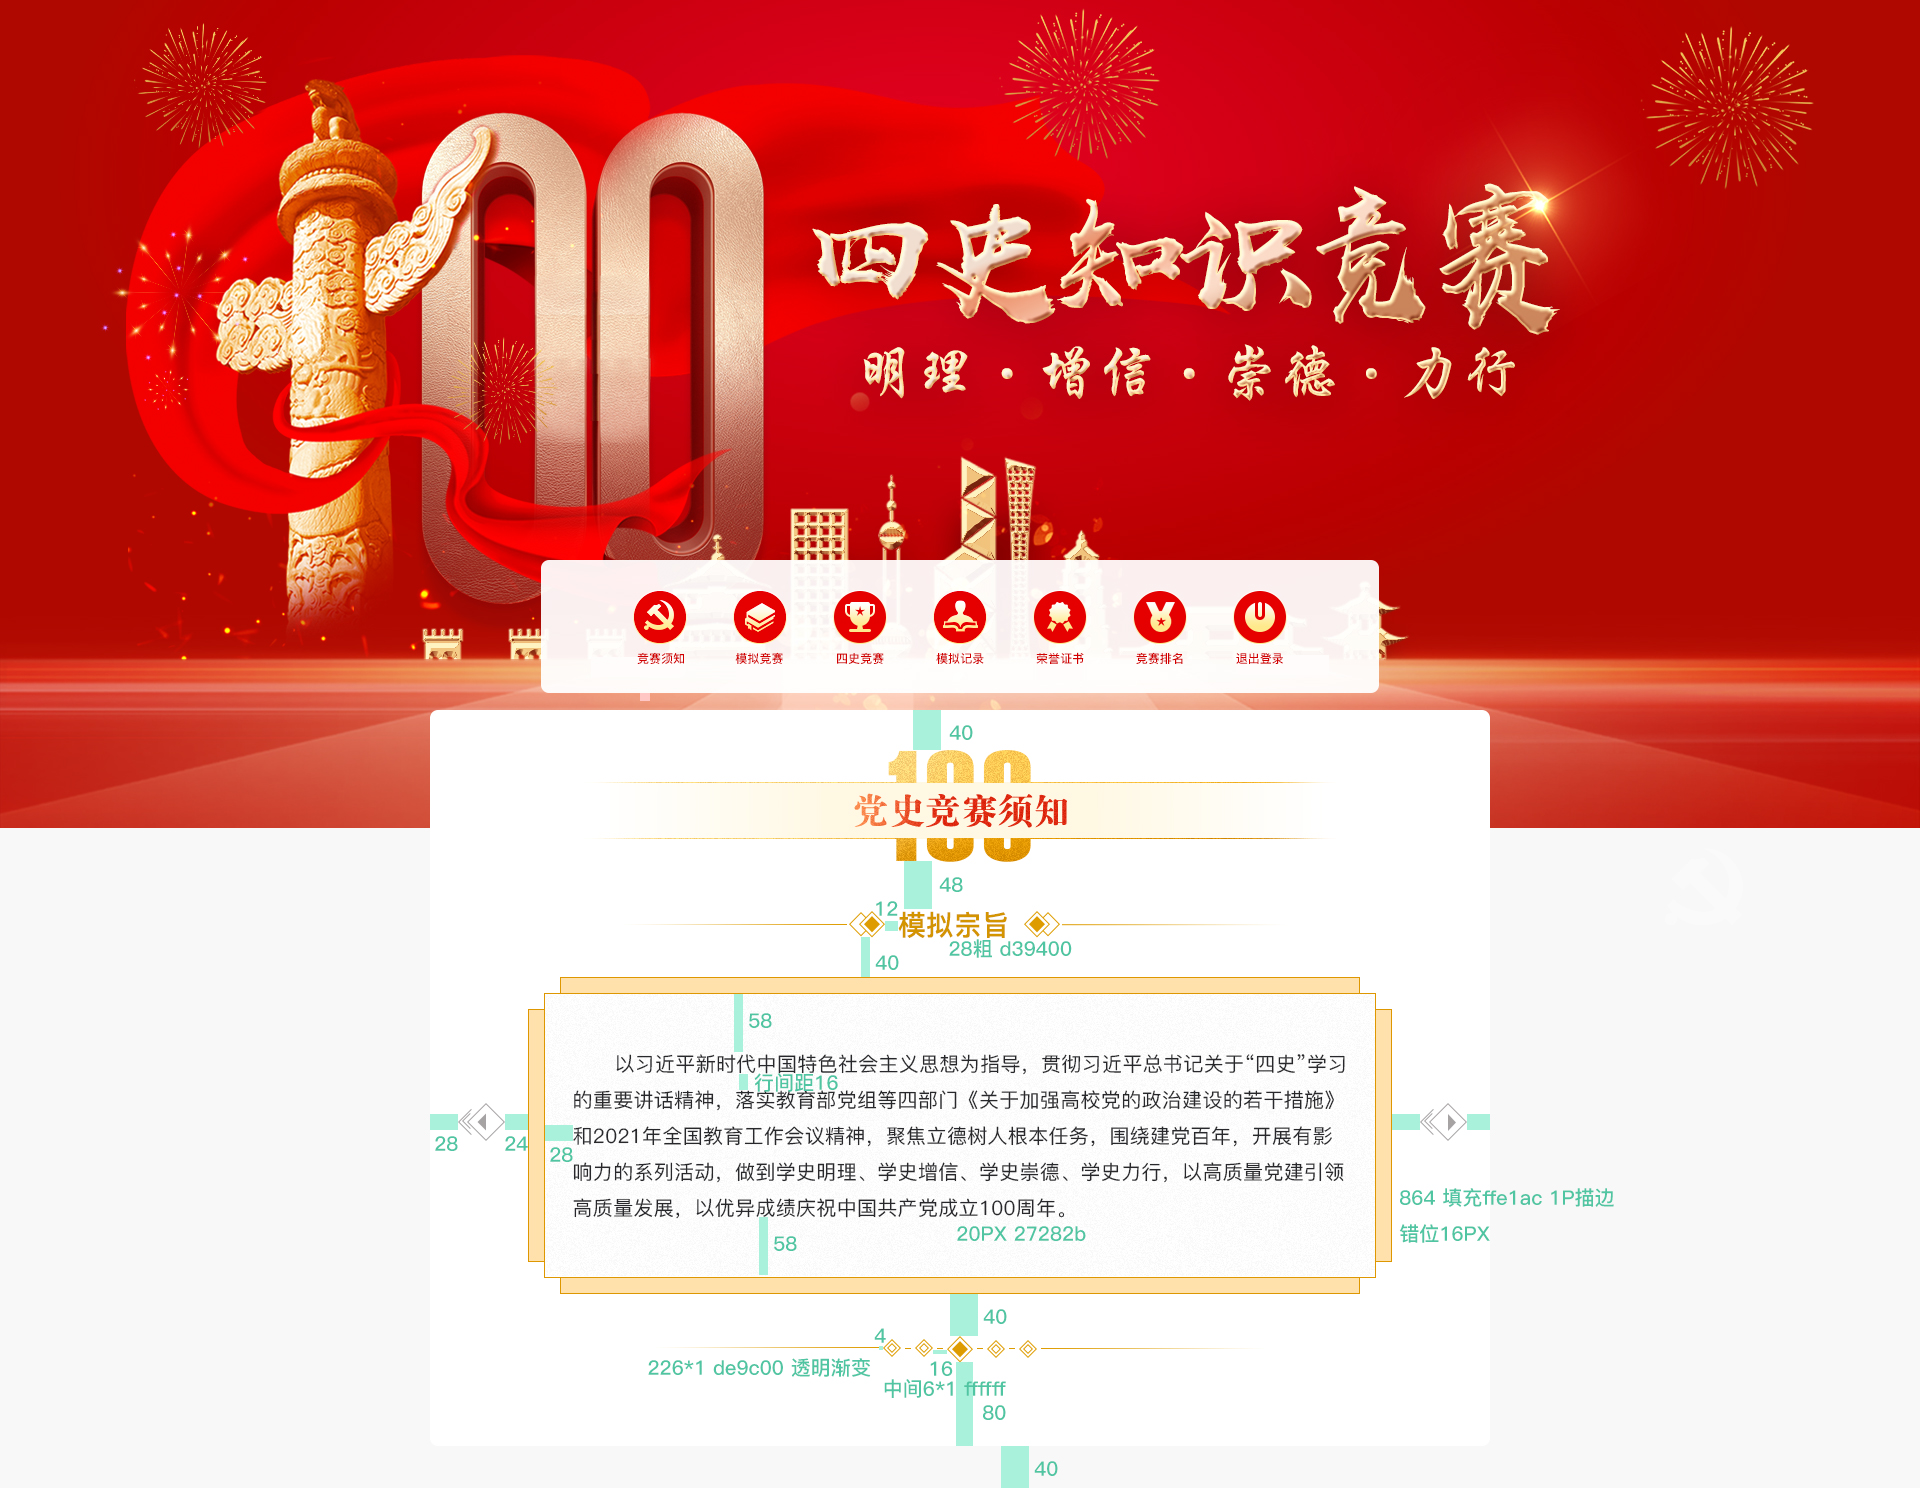 100
四史知识竞赛
明理·增信·崇德·力行
竞赛须知 模拟竞赛 四史竞赛 模拟记录 荣誉证书 竞赛排名 退出登录
40
100
党史竞赛须知
48
12
模拟宗旨
28粗 d39400
40
58
以习近平新时代中国特色社会主义思想为指导，贯彻习近平总书记关于“四史”学习
行间距16
的重要讲话精神，落实教育部党组等四部门《关于加强高校党的政治建设的若干措施》
和2021年全国教育工作会议精神，聚焦立德树人根本任务，围绕建党百年，开展有影
28 24 28
响力的系列活动，做到学史明理、学史增信、学史崇德、学史力行，以高质量党建引领
高质量发展，以优异成绩庆祝中国共产党成立100周年。
864 填充ffe1ac 1P描边
错位16PX
20PX 27282b
58
40
4
226*1 de9c00 透明渐变
16
中间6*1 ffffff
80
40